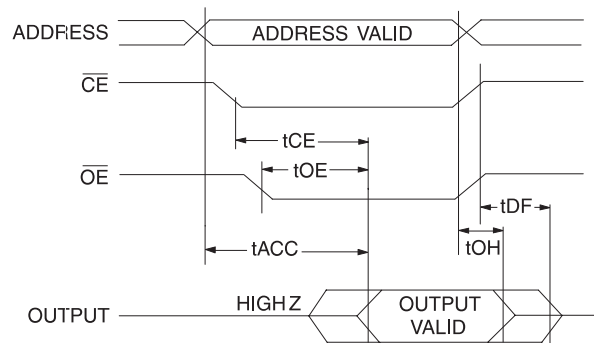 ADDRESS
ADDRESS VALID
CE
tCE
tOE
OE
tDF
tOH
tACC
HIGH Z
OUTPUT
OUTPUT
VALID